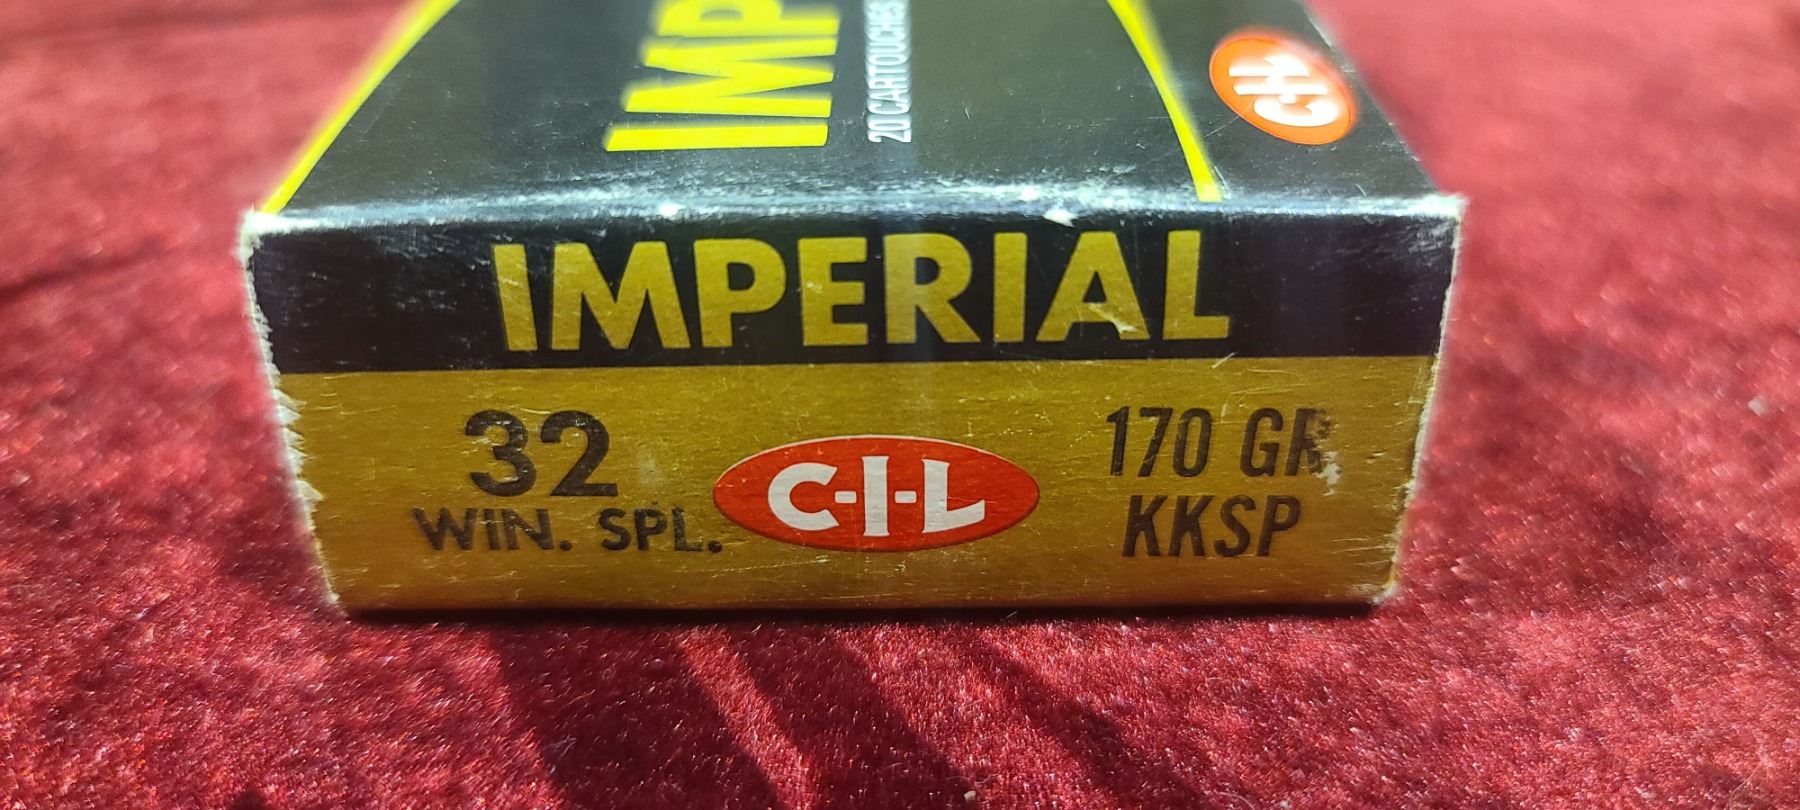 IMP
20 CARTOUCHES
C-I-L
IMPERIAL
32
WIN. SPL.
C-I-L
170 GR
KKSP